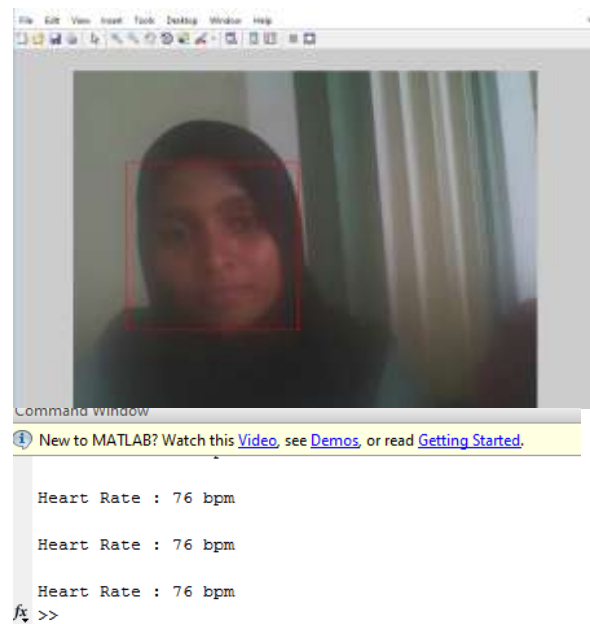 File Edit View Insert Tools Desktop Window Help
Command Window
New to MATLAB? Watch this Video, see Demos, or read Getting Started.
Heart Rate : 76 bpm
Heart Rate : 76 bpm
Heart Rate : 76 bpm
fx >>